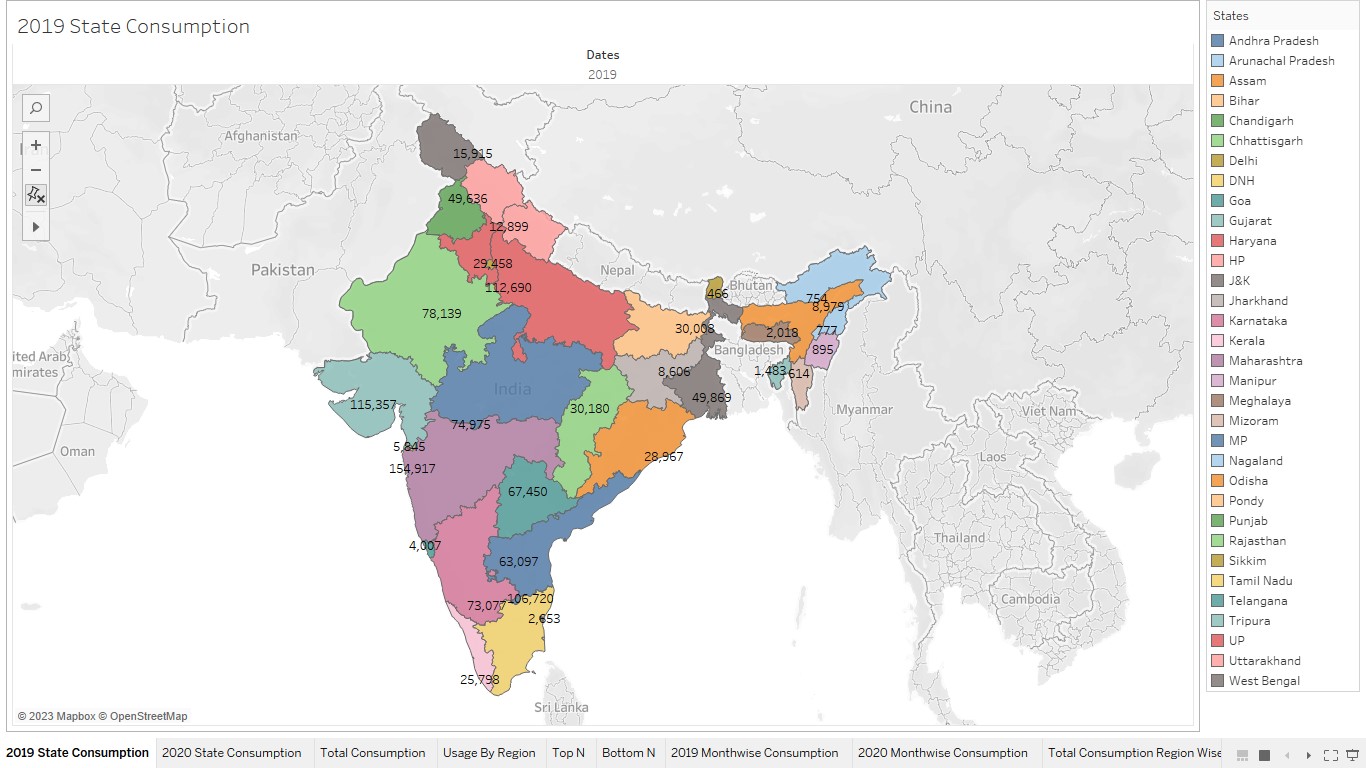 2019 State Consumption
Dates
2019
China
Afghanistan
15,915
49,636
12,899
Pakistan
29,458
Nepal
112,690
466
Bhutan
754
8,979
78,139
30,008
2,018
777
Bangladesh
895
United Arab
Emirates
8,606
1,483
614
India
49,869
115,357
30,180
Myanmar
Viet Nam
74,975
5,845
Oman
154,917
28,967
Laos
67,450
4,007
Thailand
63,097
106,720
73,077
Cambodia
2,653
25,798
Sri Lanka
© 2023 Mapbox © OpenStreetMap
States
Andhra Pradesh
Arunachal Pradesh
Assam
Bihar
Chandigarh
Chhattisgarh
Delhi
DNH
Goa
Gujarat
Haryana
HP
J&K
Jharkhand
Karnataka
Kerala
Maharashtra
Manipur
Meghalaya
Mizoram
MP
Nagaland
Odisha
Pondy
Punjab
Rajasthan
Sikkim
Tamil Nadu
Telangana
Tripura
UP
Uttarakhand
West Bengal
2019 State Consumption
2020 State Consumption
Total Consumption
Usage By Region
Top N
Bottom N
2019 Monthwise Consumption
2020 Monthwise Consumption
Total Consumption Region Wise